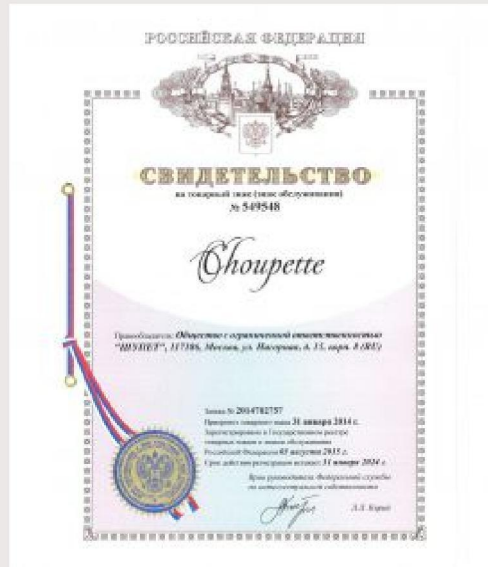 РОССИЙСКАЯ ФЕДЕРАЦИЯ
СВИДЕТЕЛЬСТВО
на товарный знак (знак обслуживания)
№ 549548
Choupette
Правообладатель: Общество с ограниченной ответственностью
"ШУПЕТ", 117186, Москва, ул. Нагорная, д. 15, корп. 8 (RU)
Заявка № 2014702757
Приоритет товарного знака 31 января 2014 г.
Зарегистрировано в Государственном реестре
товарных знаков и знаков обслуживания
Российской Федерации 05 августа 2015 г.
Срок действия регистрации истекает 31 января 2024 г.
Врио руководителя Федеральной службы
по интеллектуальной собственности
Л.Л. Кирий